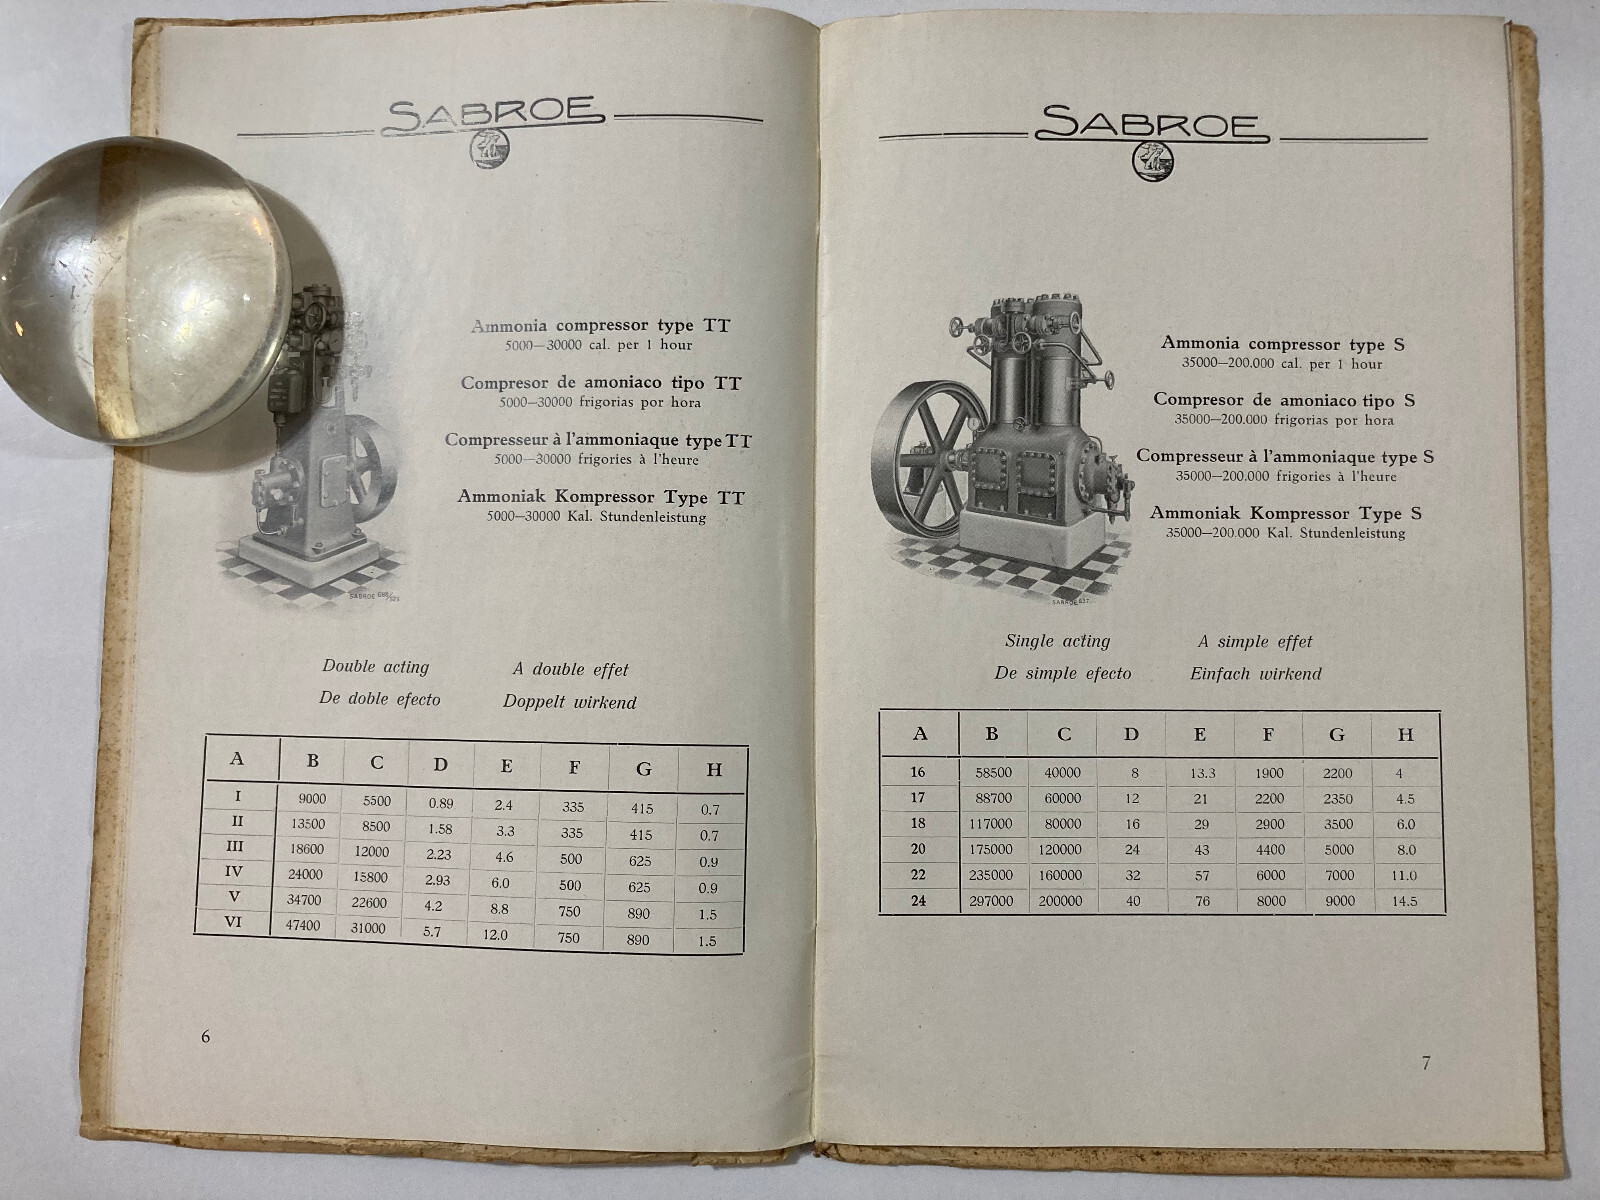 SABROE
Ammonia compressor type TT
5000—30000 cal. per 1 hour
Compresor de amoniaco tipo TT
5000—30000 frigorias por hora
Compresseur à l'ammoniaque type TT
5000—30000 frigories à l'heure
Ammoniak Kompressor Type TT
5000—30000 Kal. Stundenleistung
Double acting A double effet
De doble efecto Doppelt wirkend
A B C D E F G H
I 9000 5500 0.89 2.4 335 415 0.7
II 13500 8500 1.58 3.3 335 415 0.7
III 18600 12000 2.23 4.6 500 625 0.9
IV 24000 15800 2.93 6.0 500 625 0.9
V 34700 22600 4.2 8.8 750 890 1.5
VI 47400 31000 5.7 12.0 750 890 1.5
6
SABROE
Ammonia compressor type S
35000—200.000 cal. per 1 hour
Compresor de amoniaco tipo S
35000—200.000 frigorias por hora
Compresseur à l'ammoniaque type S
35000—200.000 frigories à l'heure
Ammoniak Kompressor Type S
35000—200.000 Kal. Stundenleistung
SABROE 637
Single acting A simple effet
De simple efecto Einfach wirkend
A B C D E F G H
16 58500 40000 8 13.3 1900 2200 4
17 88700 60000 12 21 2200 2350 4.5
18 117000 80000 16 29 2900 3500 6.0
20 175000 120000 24 43 4400 5000 8.0
22 235000 160000 32 57 6000 7000 11.0
24 297000 200000 40 76 8000 9000 14.5
7